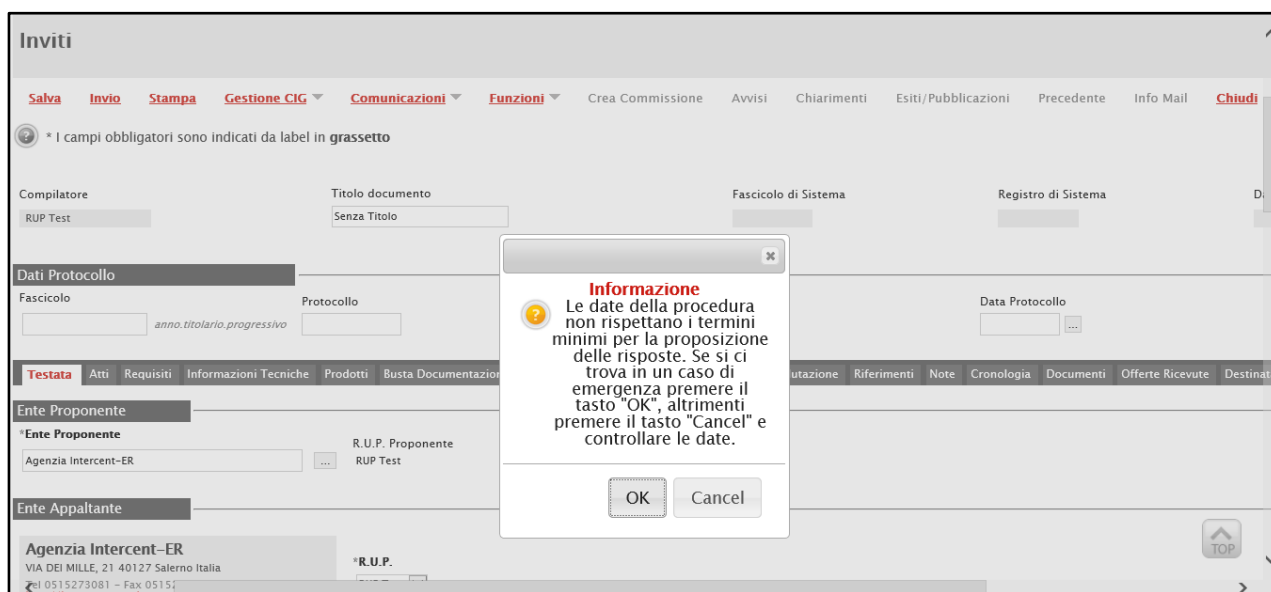 Inviti
Salva Invio Stampa Gestione CIG Comunicazioni Funzioni Crea Commissione Avvisi Chiarimenti Esiti/Pubblicazioni Precedente Info Mail Chiudi
* I campi obbligatori sono indicati da label in grassetto
Compilatore Titolo documento Fascicolo di Sistema Registro di Sistema
RUP Test Senza Titolo
Dati Protocollo
Fascicolo Protocollo Data Protocollo
anno.titolario.progressivo ...
Informazione
Le date della procedura
non rispettano i termini
minimi per la proposizione
delle risposte. Se si ci
trova in un caso di
emergenza premere il
tasto "OK", altrimenti
premere il tasto "Cancel" e
controllare le date.
OK Cancel
Testata Atti Requisiti Informazioni Tecniche Prodotti Busta Documentazion utazione Riferimenti Note Cronologia Documenti Offerte Ricevute Destinat
Ente Proponente
*Ente Proponente R.U.P. Proponente
Agenzia Intercent-ER ... RUP Test
Ente Appaltante
Agenzia Intercent-ER
VIA DEI MILLE, 21 40127 Salerno Italia *R.U.P.
Tel 0515273081 - Fax 0515
TOP